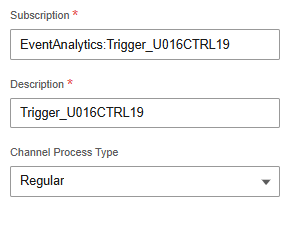 Subscription *
EventAnalytics:Trigger_U016CTRL19
Description *
Trigger_U016CTRL19
Channel Process Type
Regular